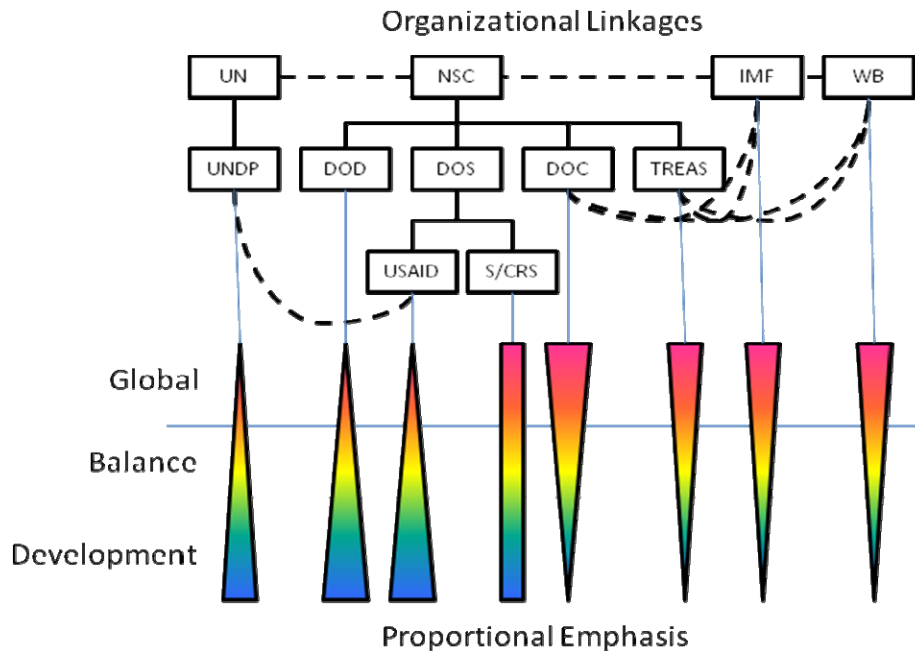 Organizational Linkages
UN
NSC
IMF
WB
UNDP
DOD
DOS
DOC
TREAS
USAID
S/CRS
Global
Balance
Development
Proportional Emphasis